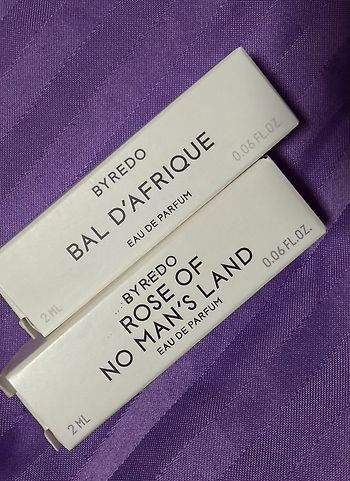 BYREDO
BAL D'AFRIQUE
EAU DE PARFUM
2 ML
0.06 FL.OZ.
BYREDO
ROSE OF
NO MAN'S LAND
EAU DE PARFUM
2 ML
0.06 FL.OZ.